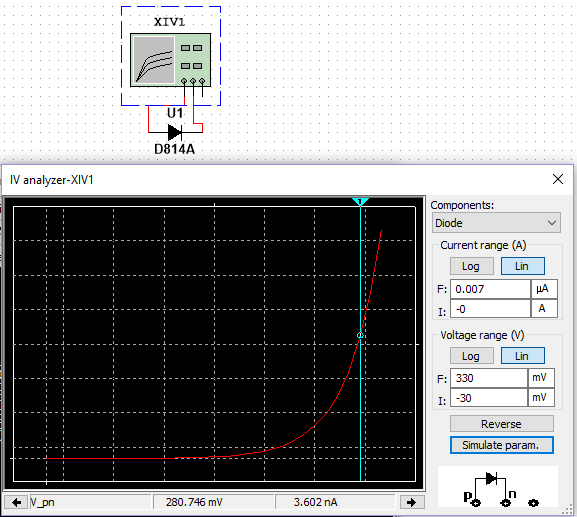 XIV1
U1
D814A
IV analyzer-XIV1
Components:
Diode
Current range (A)
Log Lin
F: 0.007 µA
I: -0 A
Voltage range (V)
Log Lin
F: 330 mV
I: -30 mV
Reverse
Simulate param.
p n
V_pn 280.746 mV 3.602 nA